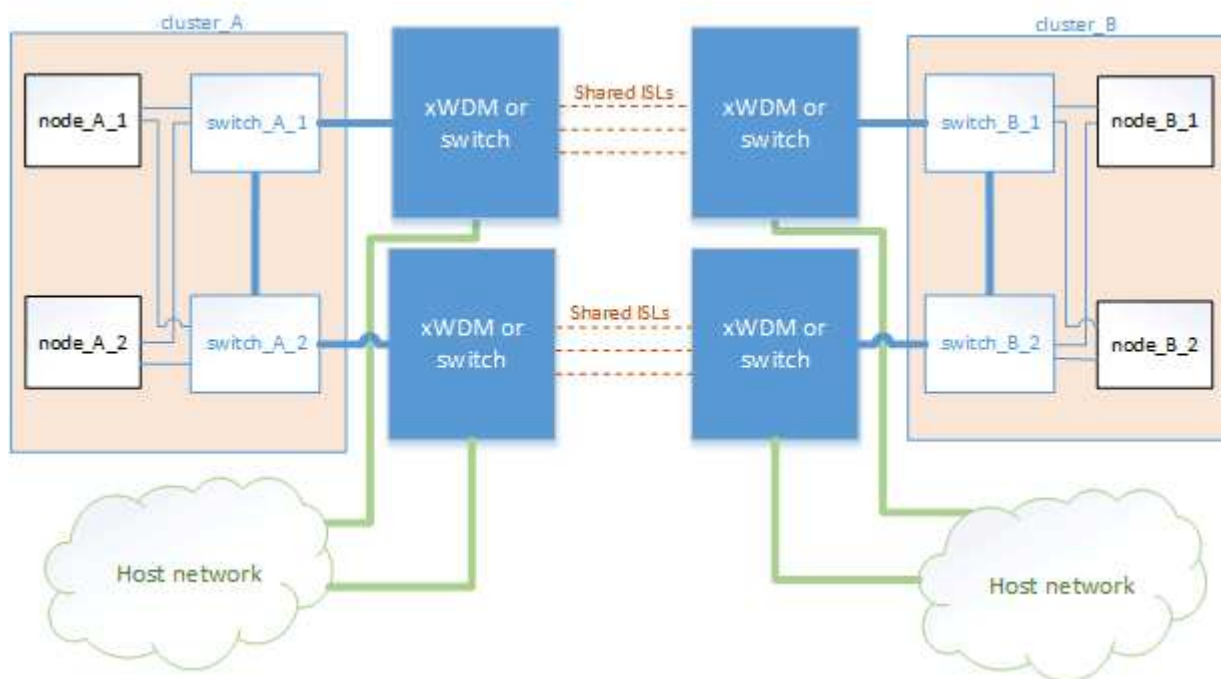 cluster_A
cluster_B
node_A_1
switch_A_1
xWDM or
switch
Shared ISLs
xWDM or
switch
switch_B_1
node_B_1
node_A_2
switch_A_2
xWDM or
switch
Shared ISLs
xWDM or
switch
switch_B_2
node_B_2
Host network
Host network